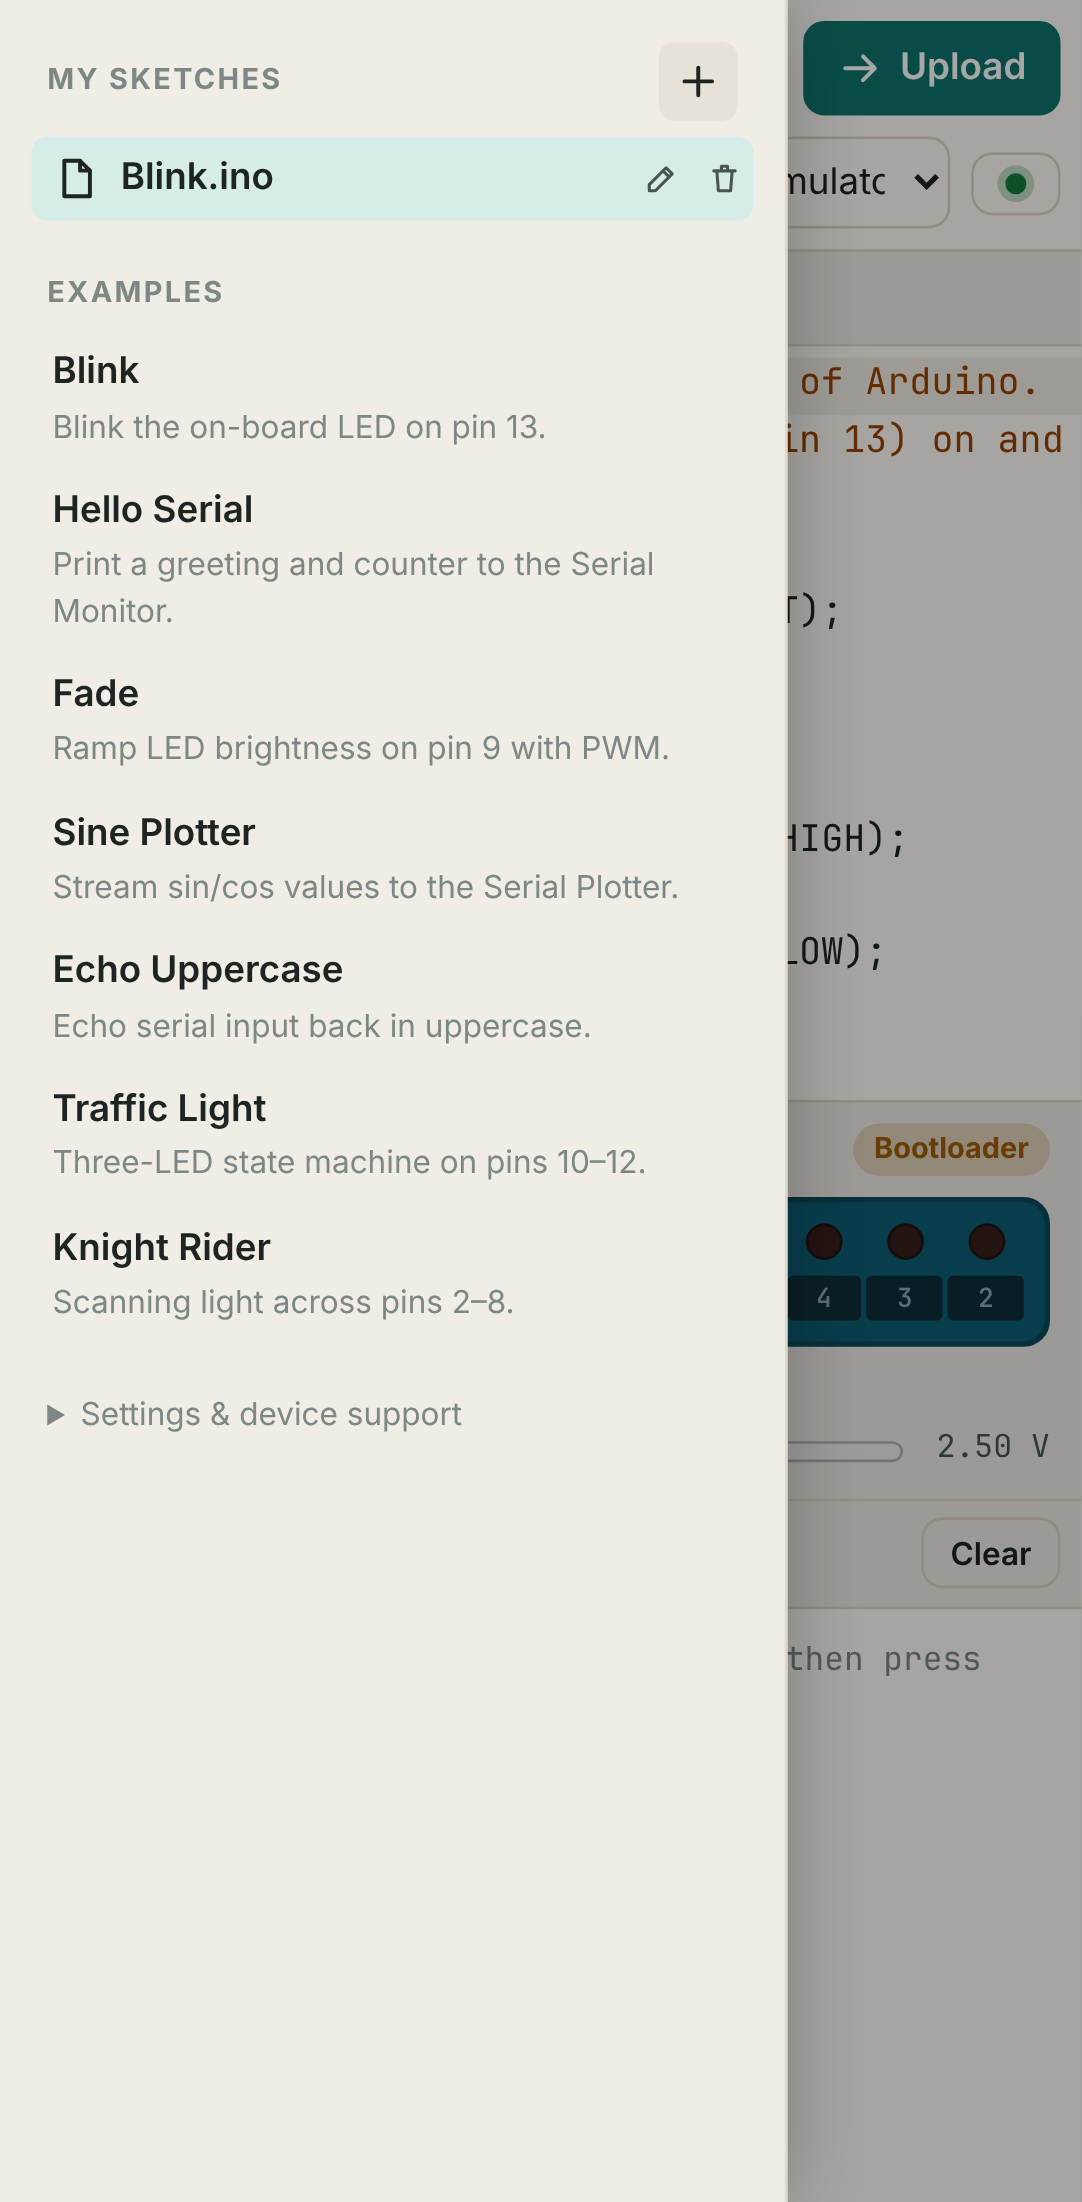 MY SKETCHES
Upload
Blink.ino
EXAMPLES
Blink
Blink the on-board LED on pin 13.
of Arduino.
in 13) on and
Hello Serial
Print a greeting and counter to the Serial
Monitor.
);
Fade
Ramp LED brightness on pin 9 with PWM.
Sine Plotter
Stream sin/cos values to the Serial Plotter.
HIGH);
LOW);
Echo Uppercase
Echo serial input back in uppercase.
Traffic Light
Three-LED state machine on pins 10–12.
Bootloader
Knight Rider
Scanning light across pins 2–8.
4 3 2
Settings & device support
2.50 V
Clear
then press